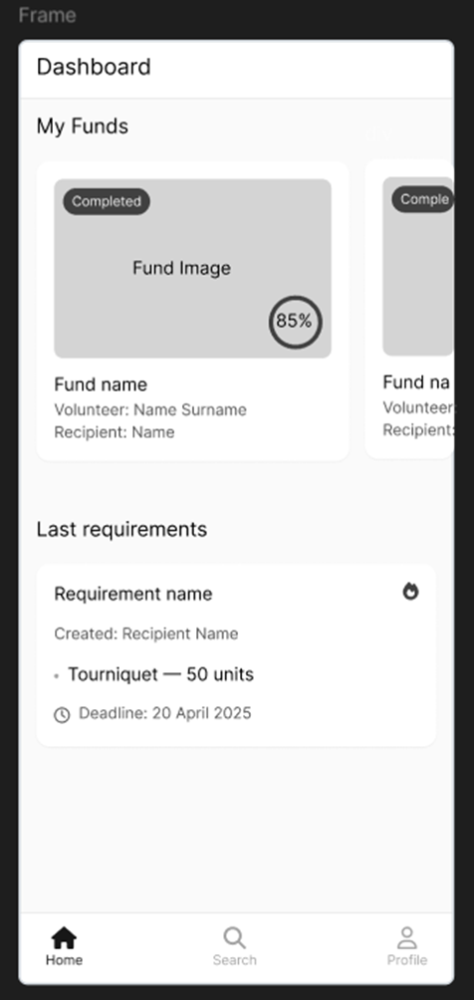 Frame
Dashboard
My Funds
Completed
Fund Image
85%
Fund name
Volunteer: Name Surname
Recipient: Name
Comple
Fund na
Volunteer
Recipient:
Last requirements
Requirement name
Created: Recipient Name
• Tourniquet — 50 units
Deadline: 20 April 2025
Home
Search
Profile